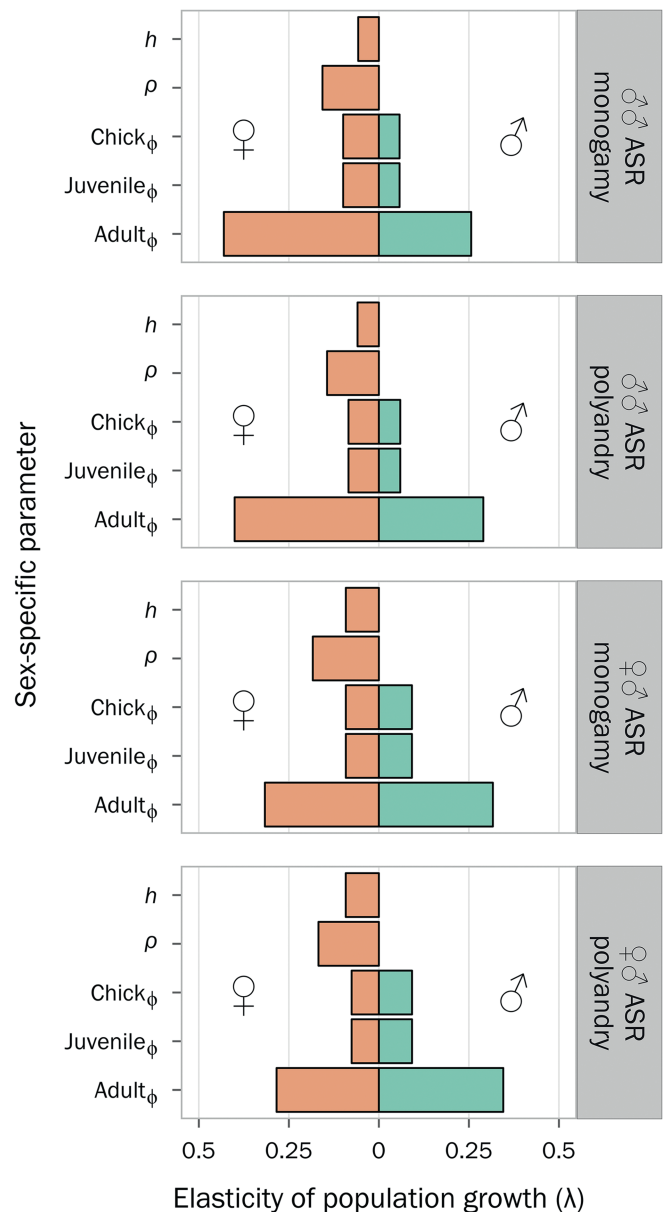 h
ρ
♀
Chickϕ
♂
Juvenileϕ
Adultϕ
♂♂ ASR
monogamy
h
ρ
♀
Chickϕ
♂
Juvenileϕ
Adultϕ
♂♂ ASR
polyandry
Sex-specific parameter
h
ρ
♀
Chickϕ
♂
Juvenileϕ
Adultϕ
♀♂ ASR
monogamy
h
ρ
♀
Chickϕ
♂
Juvenileϕ
Adultϕ
♀♂ ASR
polyandry
0.5 0.25 0 0.25 0.5
Elasticity of population growth (λ)